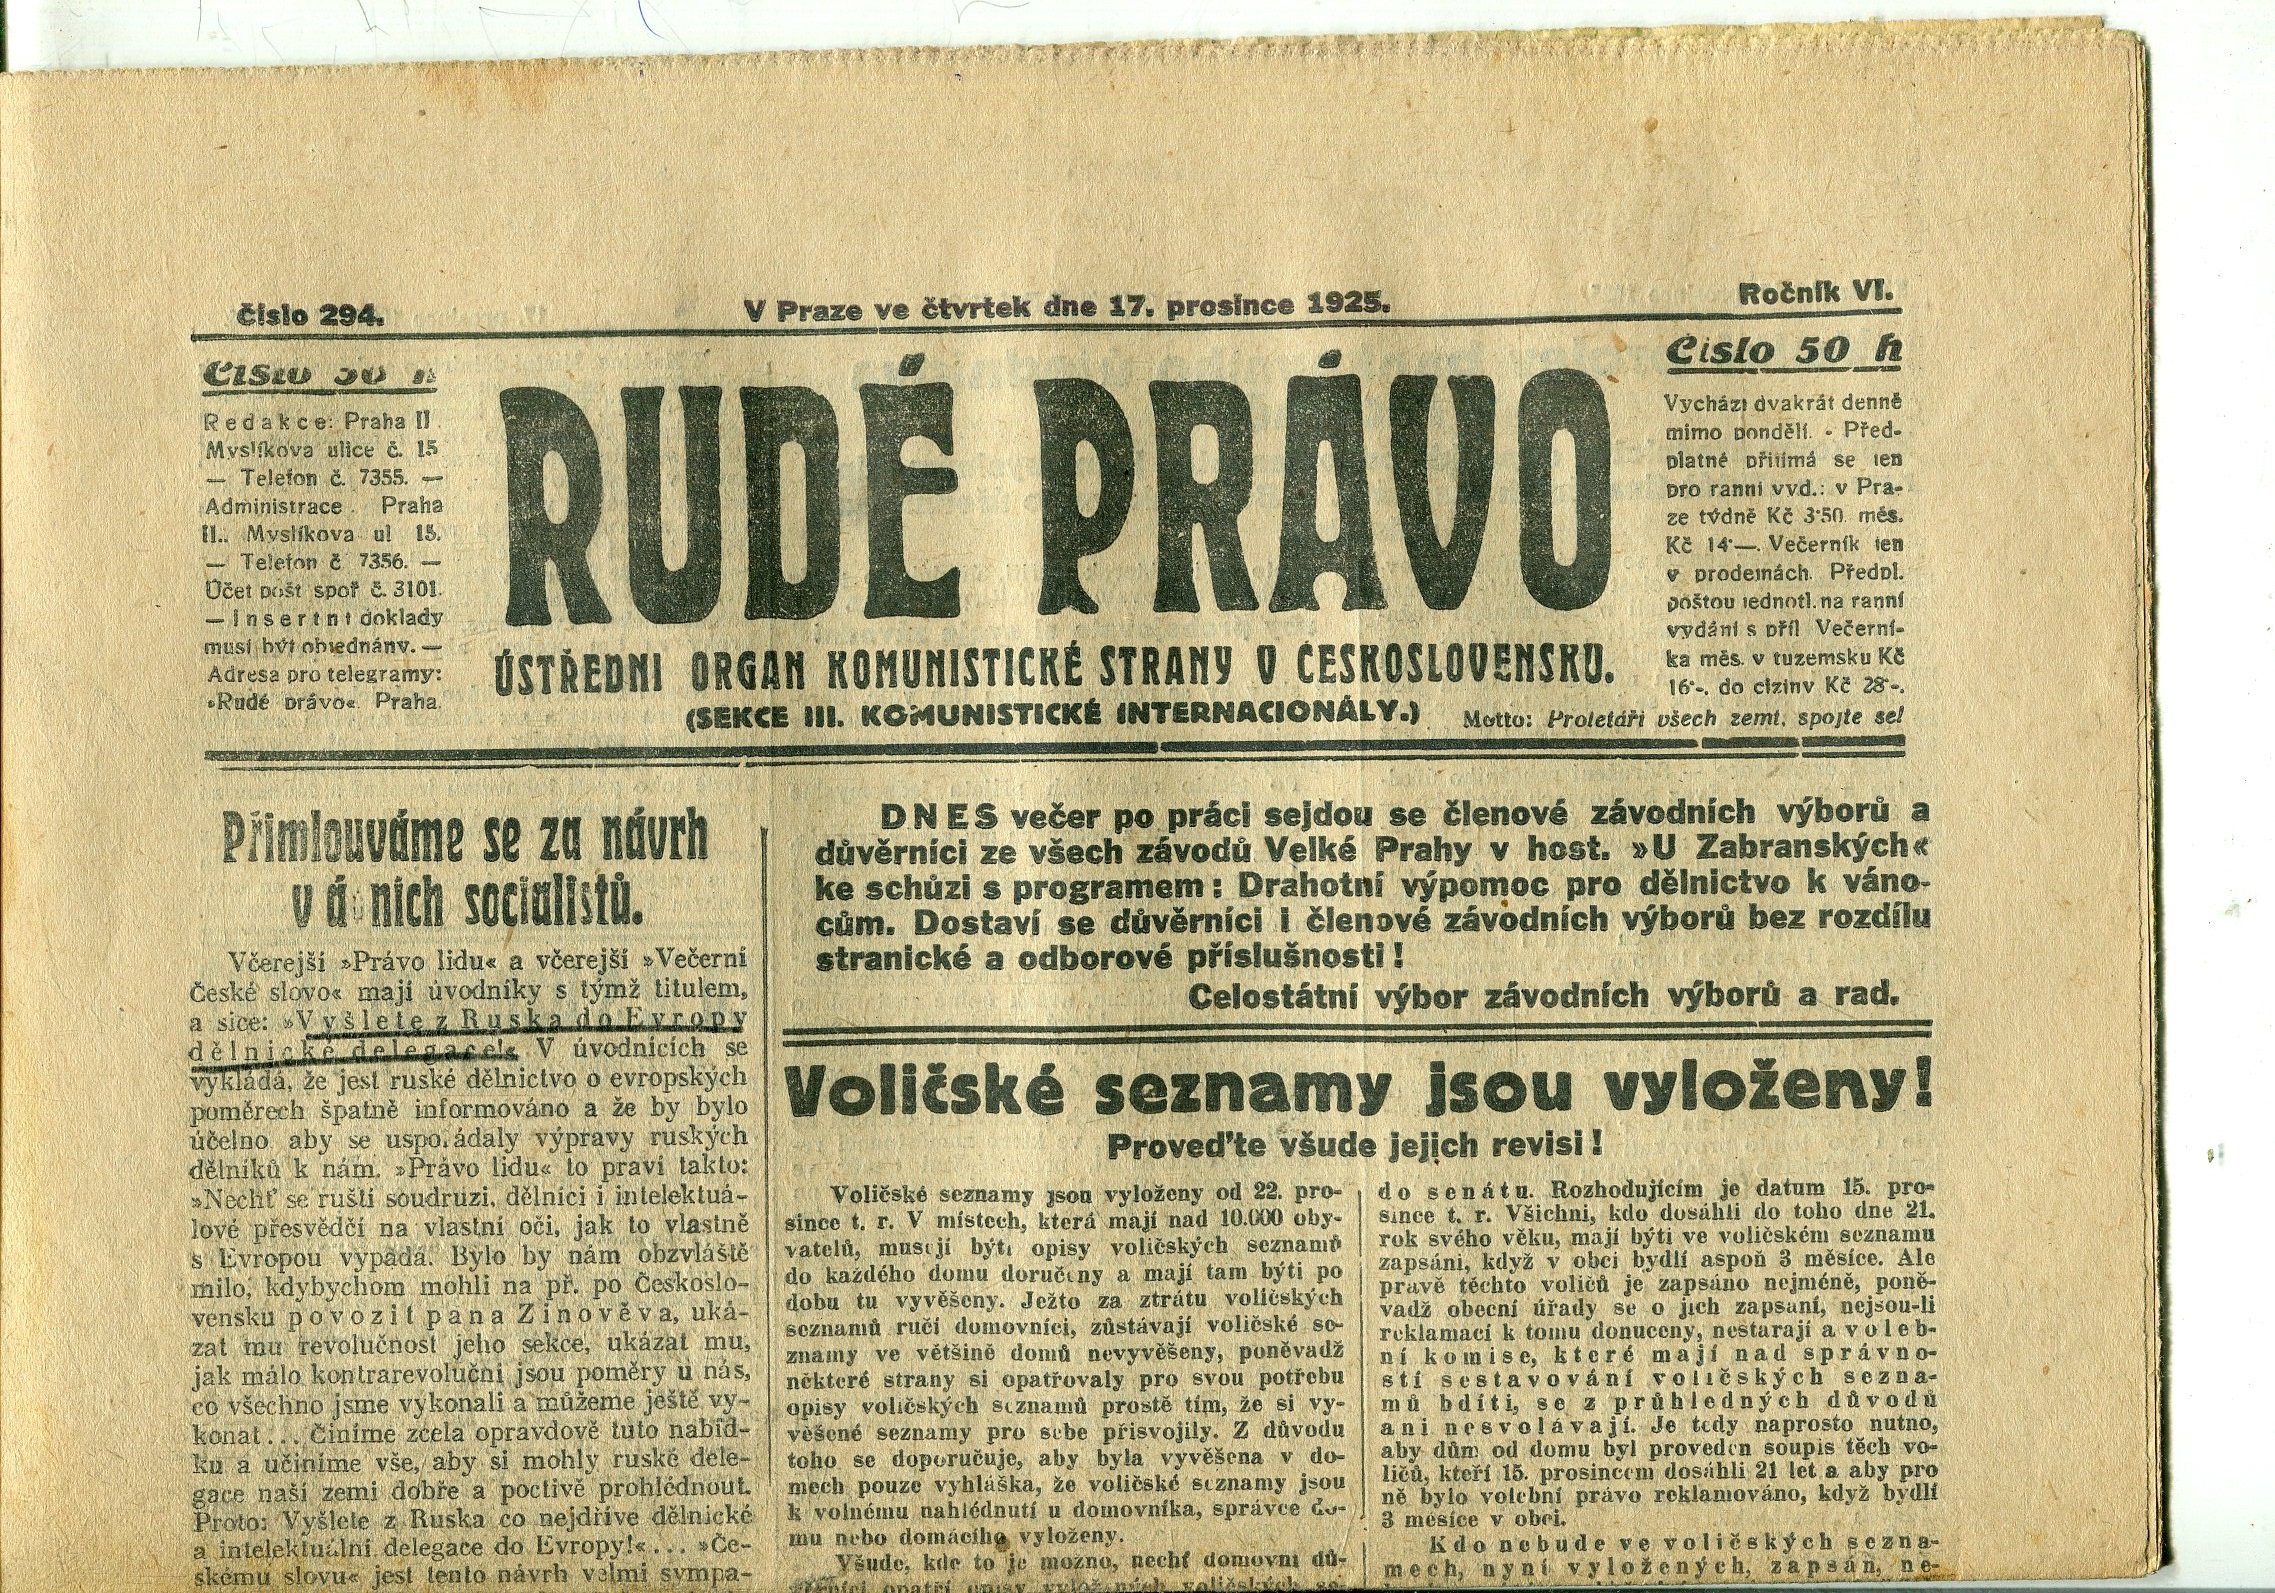 Číslo 294.
V Praze ve čtvrtek dne 17. prosince 1925.
Ročník VI.
Číslo 50 h
Redakce: Praha II
Myslíkova ulice č. 15
— Telefon č. 7355. —
Administrace. Praha
II.. Myslíkova ul 15.
— Telefon č 7356. —
Účet pošt spoř č. 3101.
— Insertní doklady
musí být objednány. —
Adresa pro telegramy:
»Rudé právo« Praha
RUDÉ PRÁVO
ÚSTŘEDNI ORGAN KOMUNISTICKÉ STRANY V ČESKOSLOVENSKU.
(SEKCE III. KOMUNISTICKÉ INTERNACIONÁLY.)
Motto: Proletáři všech zemí, spojte se!
Číslo 50 h
Vychází dvakrát denně
mimo pondělí. - Před-
platné přijímá se jen
pro ranní vyd.: v Pra-
ze týdně Kč 3·50 měs.
Kč 14·—. Večerník jen
v prodejnách. Předpl.
poštou jednotl. na ranní
vydání s příl Večerní-
ka měs. v tuzemsku Kč
16·-. do ciziny Kč 28·-.
Přimlouváme se za návrh
socialistů.
Včerejší »Právo lidu« a včerejší »Večerní
České slovo« mají úvodníky s týmž titulem,
a sice: »Vyšlete z Ruska do Evropy
dělnické delegace!« V úvodnících se
vykládá, že jest ruské dělnictvo o evropských
poměrech špatně informováno a že by bylo
účelno aby se uspořádaly výpravy ruských
dělníků k nám. »Právo lidu« to praví takto:
»Nechť se ruští soudruzi, dělníci i intelektuá-
lové přesvědčí na vlastní oči, jak to vlastně
s Evropou vypadá. Bylo by nám obzvláště
milo, kdybychom mohli na př. po Českoslo-
vensku povozit pana Zinověva, uká-
zat mu revolučnost jeho sekce, ukázat mu,
jak málo kontrarevoluční jsou poměry u nás,
co všechno jsme vykonali a můžeme ještě vy-
konat... Činíme zcela opravdově tuto nabíd-
ku a učiníme vše, aby si mohly ruské dele-
gace naši zemi dobře a poctivě prohlédnout.
Proto: Vyšlete z Ruska co nejdříve dělnické
a intelektuální delegace do Evropy!«... »Če-
skému slovu« jest tento návrh velmi sympa-
DNES večer po práci sejdou se členové závodních výborů a
důvěrníci ze všech závodů Velké Prahy v host. »U Zabranských«
ke schůzi s programem: Drahotní výpomoc pro dělnictvo k váno-
cům. Dostaví se důvěrníci i členové závodních výborů bez rozdílu
stranické a odborové příslušnosti!
Celostátní výbor závodních výborů a rad.
Voličské seznamy jsou vyloženy!
Proveďte všude jejich revisi!
Voličské seznamy jsou vyloženy od 22. pro-
since t. r. V místech, která mají nad 10.000 oby-
vatelů, musejí býti opisy voličských seznamů
do každého domu doručeny a mají tam býti po
dobu tu vyvěšeny. Ježto za ztrátu voličských
seznamů ručí domovníci, zůstávají voličské se-
znamy ve většině domů nevyvěšeny, poněvadž
některé strany si opatřovaly pro svou potřebu
opisy voličských seznamů prostě tím, že si vy-
věšené seznamy pro sebe přisvojily. Z důvodu
toho se doporučuje, aby byla vyvěšena v do-
mech pouze vyhláška, že voličské seznamy jsou
k volnému nahlédnutí u domovníka, správce do-
mu nebo domácího vyloženy.
Všude, kde to je možno, nechť domovní dů-
věrníci opatří opisy vyložených voličských se-
do senátu. Rozhodujícím je datum 15. pro-
since t. r. Všichni, kdo dosáhli do toho dne 21.
rok svého věku, mají býti ve voličském seznamu
zapsáni, když v obci bydlí aspoň 3 měsíce. Ale
právě těchto voličů je zapsáno nejméně, poně-
vadž obecní úřady se o jich zapsání, nejsou-li
reklamací k tomu donuceny, nestarají a voleb-
ní komise, které mají nad správno-
stí sestavování voličských sezna-
mů bdíti, se z průhledných důvodů
ani nesvolávají. Je tedy naprosto nutno,
aby dům od domu byl proveden soupis těch vo-
ličů, kteří 15. prosincem dosáhli 21 let a aby pro
ně bylo volební právo reklamováno, když bydlí
3 měsíce v obci.
Kdo nebude ve voličských sezna-
mech, nyní vyložených, zapsán, ne-